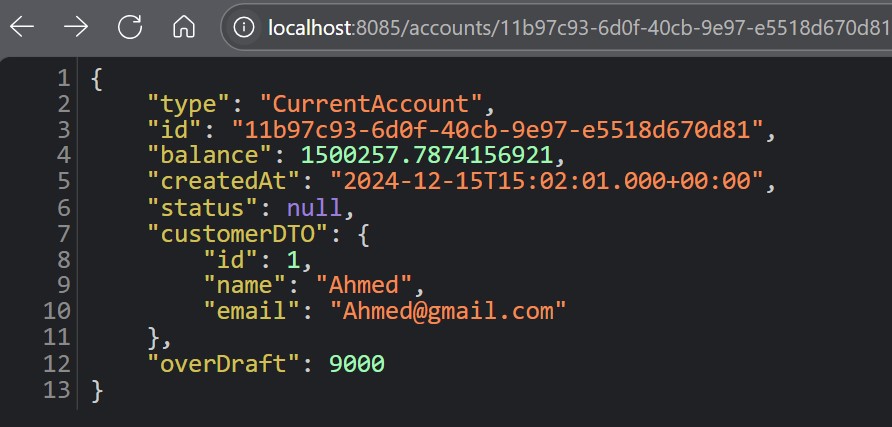 localhost:8085/accounts/11b97c93-6d0f-40cb-9e97-e5518d670d81
1 {
2 "type": "CurrentAccount",
3 "id": "11b97c93-6d0f-40cb-9e97-e5518d670d81",
4 "balance": 1500257.7874156921,
5 "createdAt": "2024-12-15T15:02:01.000+00:00",
6 "status": null,
7 "customerDTO": {
8 "id": 1,
9 "name": "Ahmed",
10 "email": "Ahmed@gmail.com"
11 },
12 "overDraft": 9000
13 }